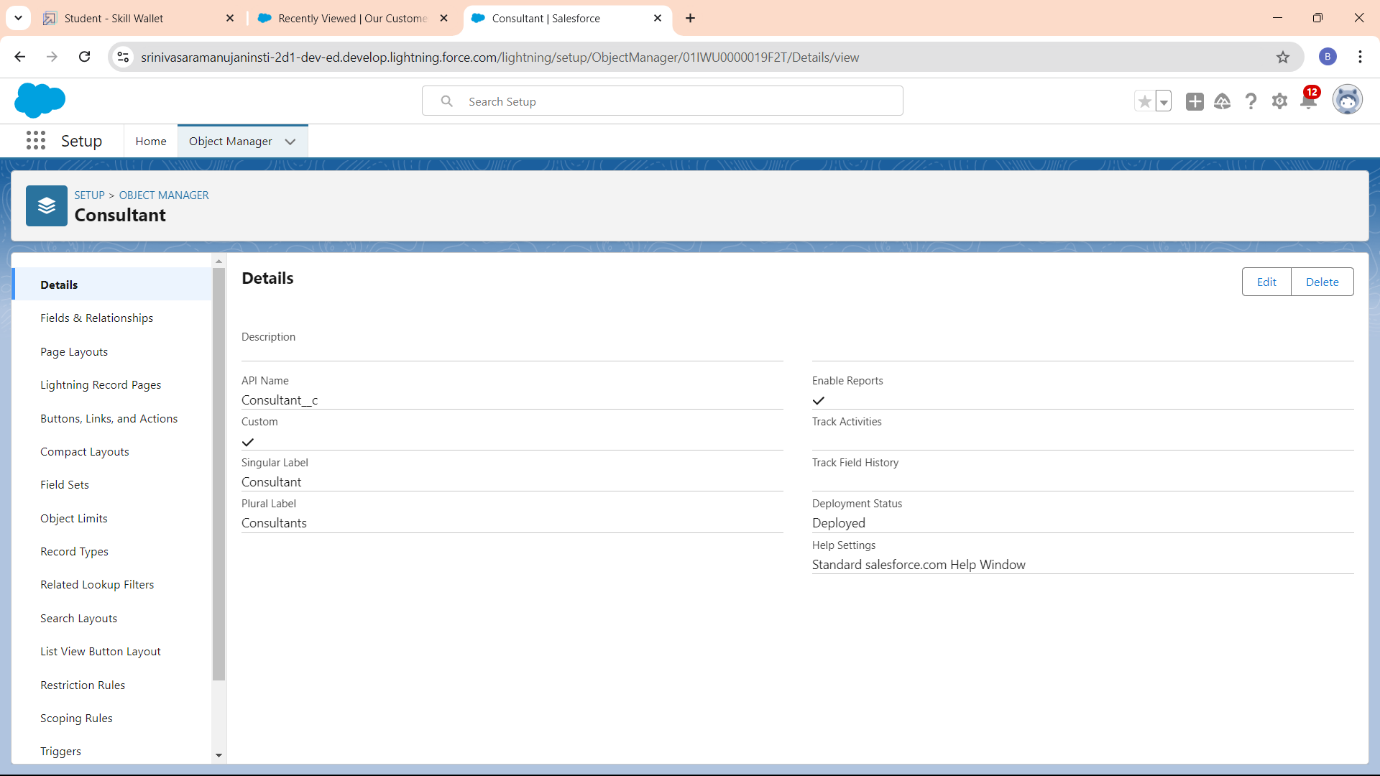 Student - Skill Wallet
Recently Viewed | Our Custome
Consultant | Salesforce
srinivasaramanujaninsti-2d1-dev-ed.develop.lightning.force.com/lightning/setup/ObjectManager/01IWU0000019F2T/Details/view
B
Search Setup
12
Setup
Home
Object Manager
SETUP > OBJECT MANAGER
Consultant
Details
Fields & Relationships
Page Layouts
Lightning Record Pages
Buttons, Links, and Actions
Compact Layouts
Field Sets
Object Limits
Record Types
Related Lookup Filters
Search Layouts
List View Button Layout
Restriction Rules
Scoping Rules
Triggers
Details
Edit
Delete
Description
API Name
Consultant__c
Custom
Singular Label
Consultant
Plural Label
Consultants
Enable Reports
Track Activities
Track Field History
Deployment Status
Deployed
Help Settings
Standard salesforce.com Help Window